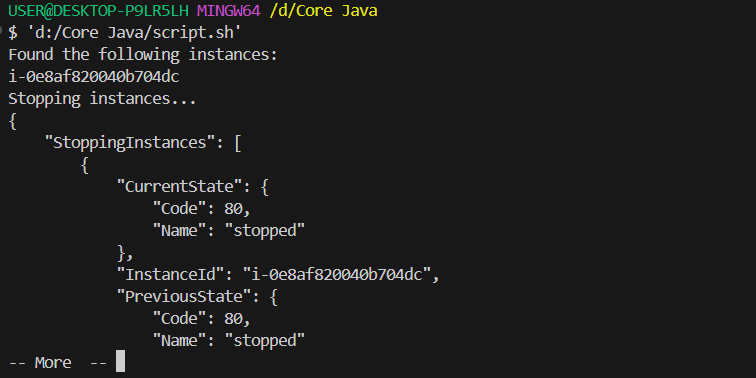 USER@DESKTOP-P9LR5LH MINGW64 /d/Core Java
$ 'd:/Core Java/script.sh'
Found the following instances:
i-0e8af820040b704dc
Stopping instances...
{
    "StoppingInstances": [
        {
            "CurrentState": {
                "Code": 80,
                "Name": "stopped"
            },
            "InstanceId": "i-0e8af820040b704dc",
            "PreviousState": {
                "Code": 80,
                "Name": "stopped"
-- More  --